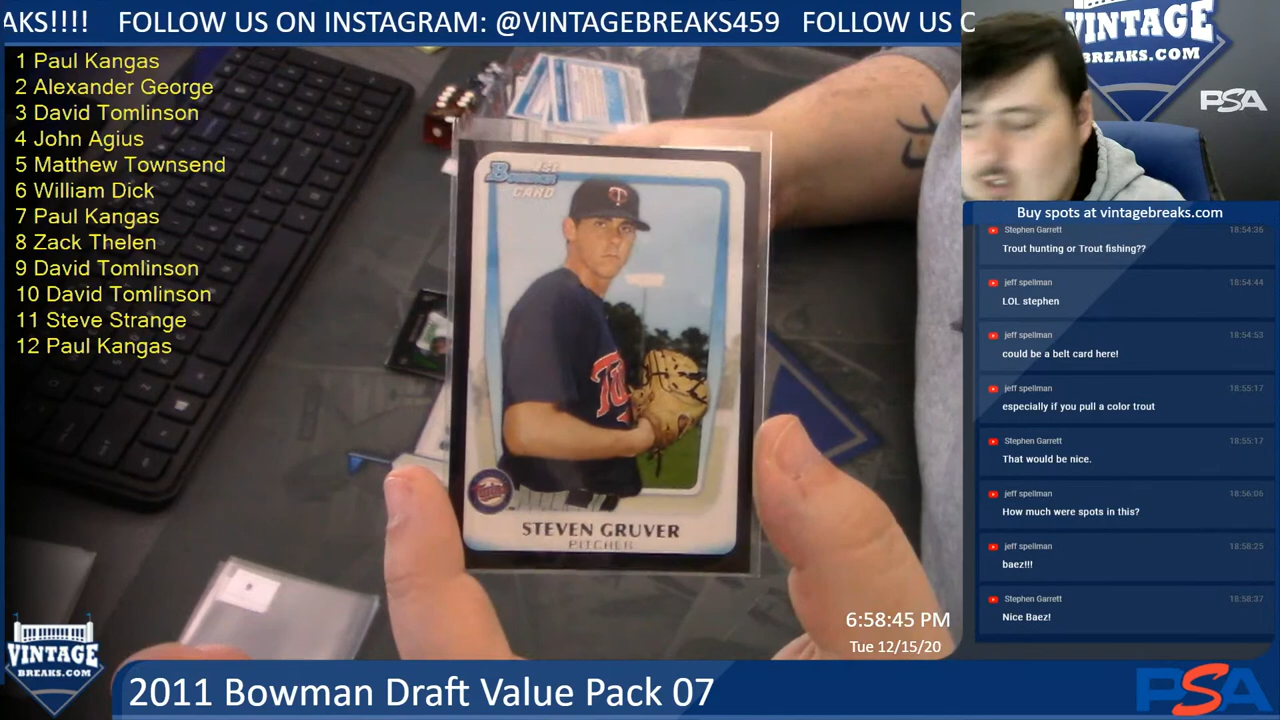 AKS!!!! FOLLOW US ON INSTAGRAM: @VINTAGEBREAKS459 FOLLOW US
1 Paul Kangas
2 Alexander George
3 David Tomlinson
4 John Agius
5 Matthew Townsend
6 William Dick
7 Paul Kangas
8 Zack Thelen
9 David Tomlinson
10 David Tomlinson
11 Steve Strange
12 Paul Kangas
Bowman
1st
CARD
T
Twins
STEVEN GRUVER
PITCHER
VINTAGE
BREAKS.COM
PSA
Buy spots at vintagebreaks.com
Stephen Garrett 18:54:36
Trout hunting or Trout fishing??
jeff spellman 18:54:44
LOL stephen
jeff spellman 18:54:53
could be a belt card here!
jeff spellman 18:55:17
especially if you pull a color trout
Stephen Garrett 18:55:17
That would be nice.
jeff spellman 18:56:06
How much were spots in this?
jeff spellman 18:58:25
baez!!!
Stephen Garrett 18:58:37
Nice Baez!
6:58:45 PM
Tue 12/15/20
VINTAGE
BREAKS.COM
2011 Bowman Draft Value Pack 07
PSA